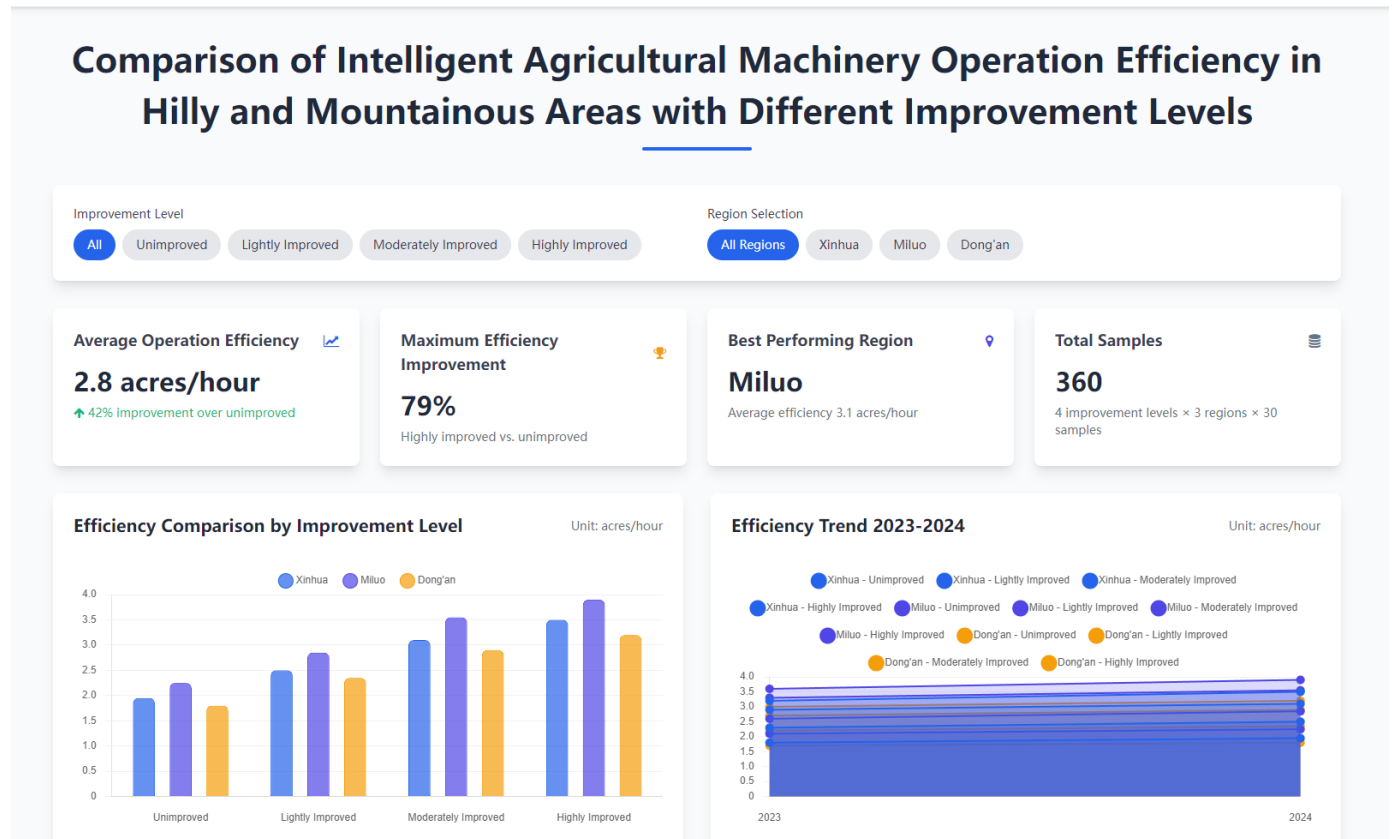 Comparison of Intelligent Agricultural Machinery Operation Efficiency in
Hilly and Mountainous Areas with Different Improvement Levels
Improvement Level
All Unimproved Lightly Improved Moderately Improved Highly Improved
Region Selection
All Regions Xinhua Miluo Dong'an
Average Operation Efficiency
2.8 acres/hour
42% improvement over unimproved
Maximum Efficiency
Improvement
79%
Highly improved vs. unimproved
Best Performing Region
Miluo
Average efficiency 3.1 acres/hour
Total Samples
360
4 improvement levels × 3 regions × 30
samples
Efficiency Comparison by Improvement Level
Unit: acres/hour
Xinhua Miluo Dong'an
4.0
3.5
3.0
2.5
2.0
1.5
1.0
0.5
0
Unimproved Lightly Improved Moderately Improved Highly Improved
Efficiency Trend 2023-2024
Unit: acres/hour
Xinhua - Unimproved Xinhua - Lightly Improved Xinhua - Moderately Improved
Xinhua - Highly Improved Miluo - Unimproved Miluo - Lightly Improved Miluo - Moderately Improved
Miluo - Highly Improved Dong'an - Unimproved Dong'an - Lightly Improved
Dong'an - Moderately Improved Dong'an - Highly Improved
4.0
3.5
3.0
2.5
2.0
1.5
1.0
0.5
0
2023 2024